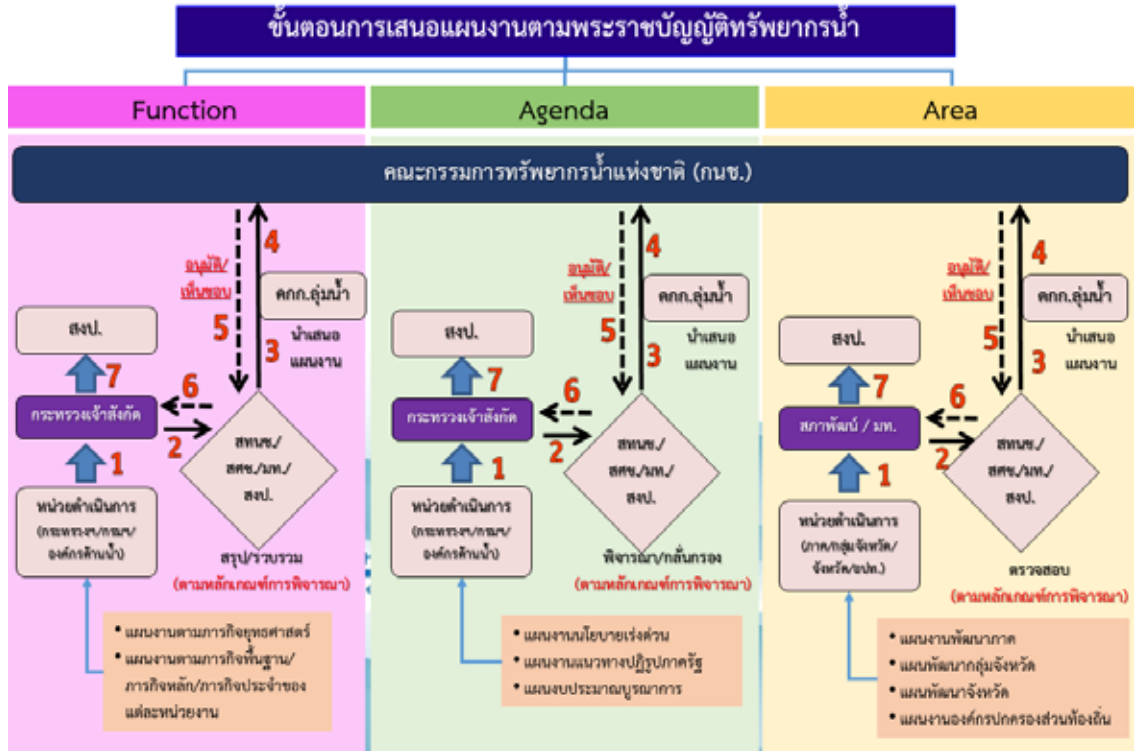 ขั้นตอนการเสนอแผนงานตามพระราชบัญญัติทรัพยากรน้ำ
Function
Agenda
Area
คณะกรรมการทรัพยากรน้ำแห่งชาติ (กนช.)
4
อนุมัติ/
เห็นชอบ
5
คกก.ลุ่มน้ำ
3
นำเสนอ
แผนงาน
สงป.
7
6
กระทรวงเจ้าสังกัด
2
1
สทนช./
สศช./มท./
สงป.
หน่วยดำเนินการ
(กระทรวงฯ/กรมฯ/
องค์กรด้านน้ำ)
สรุป/รวบรวม
(ตามหลักเกณฑ์การพิจารณา)
• แผนงานตามภารกิจยุทธศาสตร์
• แผนงานตามภารกิจพื้นฐาน/
ภารกิจหลัก/ภารกิจประจำของ
แต่ละหน่วยงาน
4
อนุมัติ/
เห็นชอบ
5
คกก.ลุ่มน้ำ
3
นำเสนอ
แผนงาน
สงป.
7
6
กระทรวงเจ้าสังกัด
2
1
สทนช./
สศช./มท./
สงป.
หน่วยดำเนินการ
(กระทรวงฯ/กรมฯ/
องค์กรด้านน้ำ)
พิจารณา/กลั่นกรอง
(ตามหลักเกณฑ์การพิจารณา)
• แผนงานนโยบายเร่งด่วน
• แผนงานแนวทางปฏิรูปภาครัฐ
• แผนงบประมาณบูรณาการ
4
อนุมัติ/
เห็นชอบ
5
คกก.ลุ่มน้ำ
3
นำเสนอ
แผนงาน
สงป.
7
6
สภาพัฒน์ / มท.
2
1
สทนช./
สศช./มท./
สงป.
หน่วยดำเนินการ
(ภาค/กลุ่มจังหวัด/
จังหวัด/อปท.)
ตรวจสอบ
(ตามหลักเกณฑ์การพิจารณา)
• แผนงานพัฒนาภาค
• แผนพัฒนากลุ่มจังหวัด
• แผนพัฒนาจังหวัด
• แผนงานองค์กรปกครองส่วนท้องถิ่น